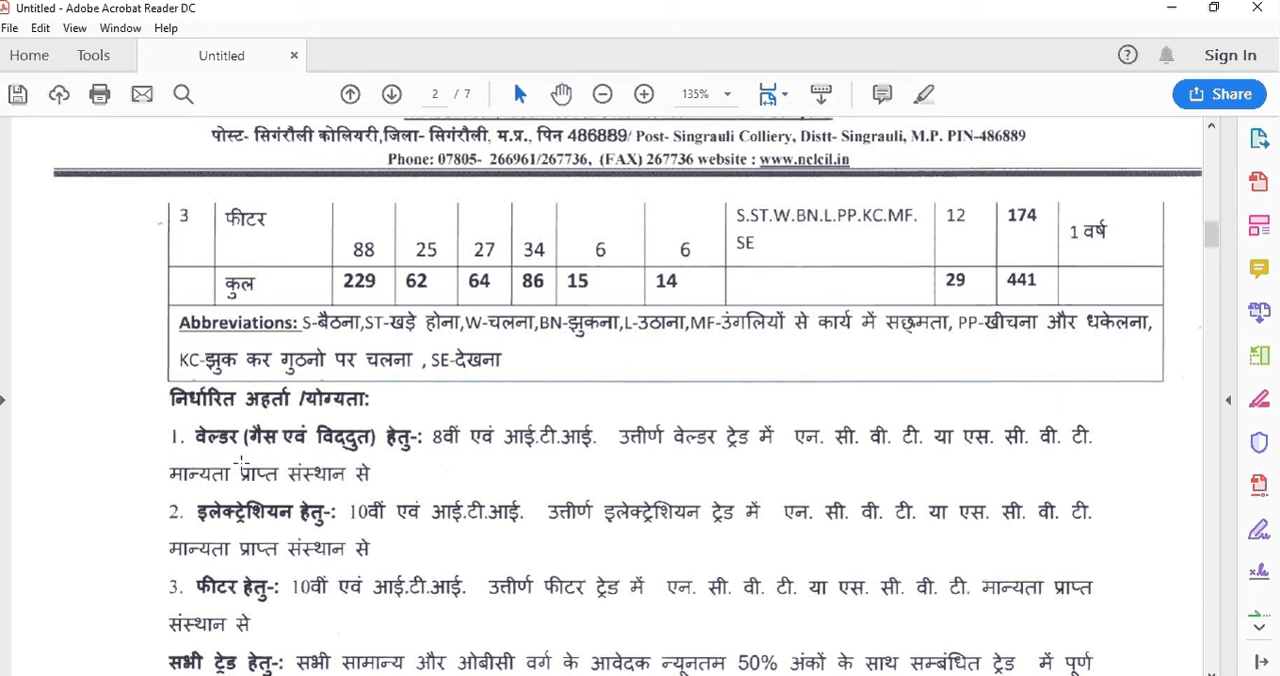 Untitled - Adobe Acrobat Reader DC
File Edit View Window Help
Home Tools Untitled Sign In
2 / 7 135% Share
पोस्ट- सिगंरौली कोलियरी,जिला- सिगंरौली, म.प्र., पिन 486889/ Post- Singrauli Colliery, Distt- Singrauli, M.P. PIN-486889
Phone: 07805- 266961/267736, (FAX) 267736 website : www.nclcil.in
3 फीटर 88 25 27 34 6 6 S.ST.W.BN.L.PP.KC.MF. SE 12 174 1 वर्ष
कुल 229 62 64 86 15 14 29 441
Abbreviations: S-बैठना,ST-खड़े होना,W-चलना,BN-झुकना,L-उठाना,MF-उंगलियों से कार्य में सछ्मता, PP-खीचना और धकेलना,
KC-झुक कर गुठनो पर चलना , SE-देखना
निर्धारित अहर्ता /योग्यता:
1. वेल्डर (गैस एवं विद्दुत) हेतु-: 8वीं एवं आई.टी.आई. उत्तीर्ण वेल्डर ट्रेड में एन. सी. वी. टी. या एस. सी. वी. टी.
मान्यता प्राप्त संस्थान से
2. इलेक्ट्रेशियन हेतु-: 10वीं एवं आई.टी.आई. उत्तीर्ण इलेक्ट्रेशियन ट्रेड में एन. सी. वी. टी. या एस. सी. वी. टी.
मान्यता प्राप्त संस्थान से
3. फीटर हेतु-: 10वीं एवं आई.टी.आई. उत्तीर्ण फीटर ट्रेड में एन. सी. वी. टी. या एस. सी. वी. टी. मान्यता प्राप्त
संस्थान से
सभी ट्रेड हेतु-: सभी सामान्य और ओबीसी वर्ग के आवेदक न्यूनतम 50% अंकों के साथ सम्बंधित ट्रेड में पूर्ण